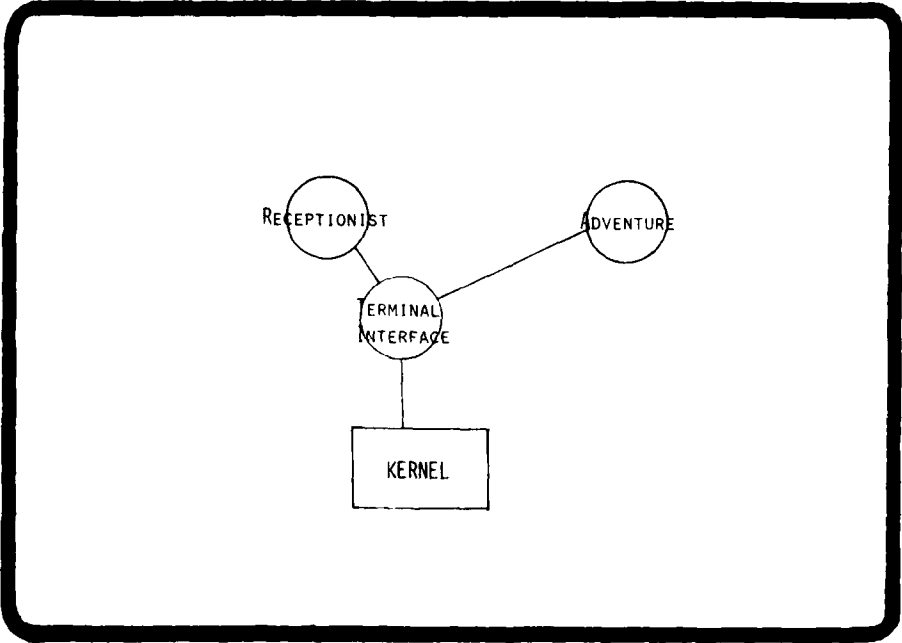 RECEPTIONIST
ADVENTURE
TERMINAL
INTERFACE
KERNEL